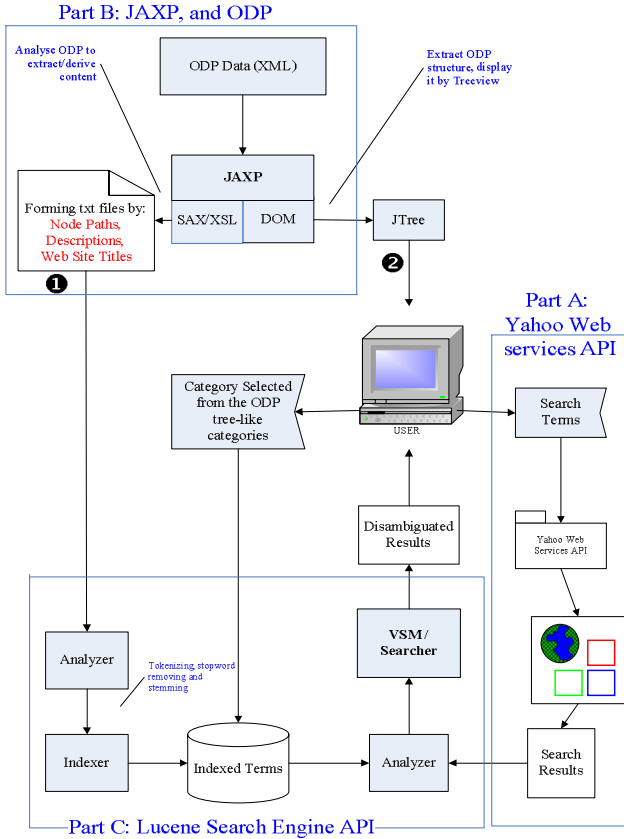 Part B: JAXP, and ODP
Analyse ODP to
extract/derive
content
ODP Data (XML)
Extract ODP
structure, display
it by Treeview
JAXP
SAX/XSL
DOM
JTree
Forming txt files by:
Node Paths,
Descriptions,
Web Site Titles
1
2
Part A:
Yahoo Web
services API
Category Selected
from the ODP
tree-like
categories
USER
Search
Terms
Disambiguated
Results
Yahoo Web
Services API
VSM /
Searcher
Analyzer
Tokenizing, stopword
removing and
stemming
Indexer
Indexed Terms
Analyzer
Search
Results
Part C: Lucene Search Engine API